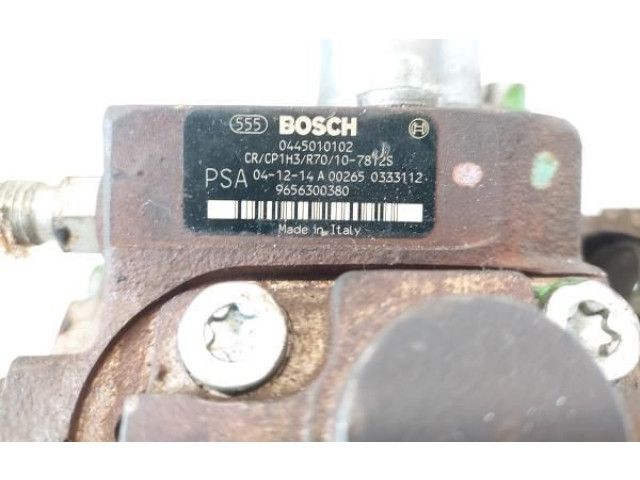 555 BOSCH
0445010102
CR/CP1H3/R70/10-7812S
PSA 04-12-14 A 00265 0333112
9656300380
Made in Italy